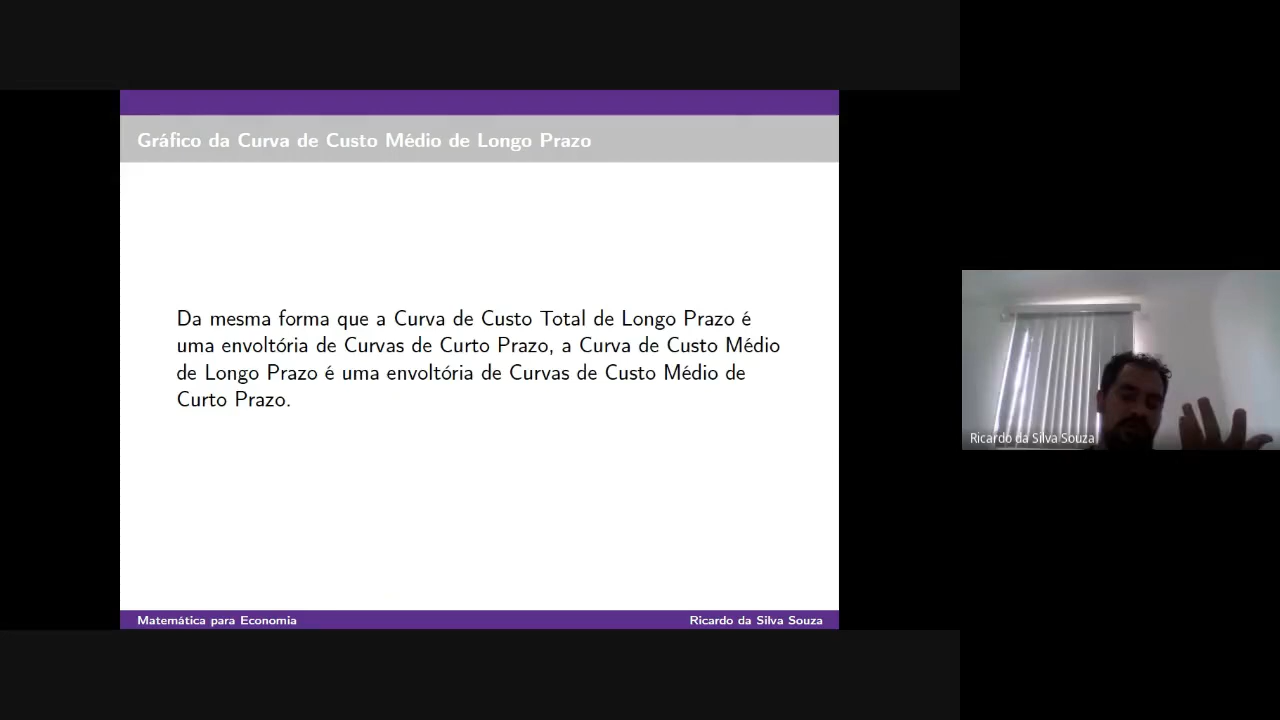 Gráfico da Curva de Custo Médio de Longo Prazo
Da mesma forma que a Curva de Custo Total de Longo Prazo é
uma envoltória de Curvas de Curto Prazo, a Curva de Custo Médio
de Longo Prazo é uma envoltória de Curvas de Custo Médio de
Curto Prazo.
Matemática para Economia
Ricardo da Silva Souza
Ricardo da Silva Souza